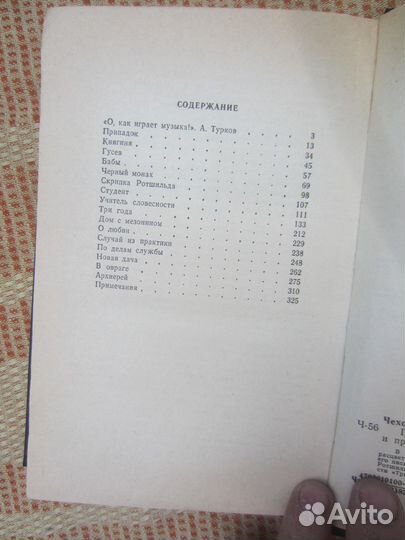 СОДЕРЖАНИЕ
«О, как играет музыка!». А. Турков . . . . 3
Припадок . . . . 13
Княгиня . . . . 34
Гусев . . . . 45
Бабы . . . . 57
Черный монах . . . . 69
Скрипка Ротшильда . . . . 98
Студент . . . . 107
Учитель словесности . . . . 111
Три года . . . . 133
Дом с мезонином . . . . 212
О любви . . . . 229
Случай из практики . . . . 238
По делам службы . . . . 248
Новая дача . . . . 262
В овраге . . . . 275
Архиерей . . . . 310
Примечания . . . . 325
Чехо
Ч-56
и пр
В
расцвет
Avito